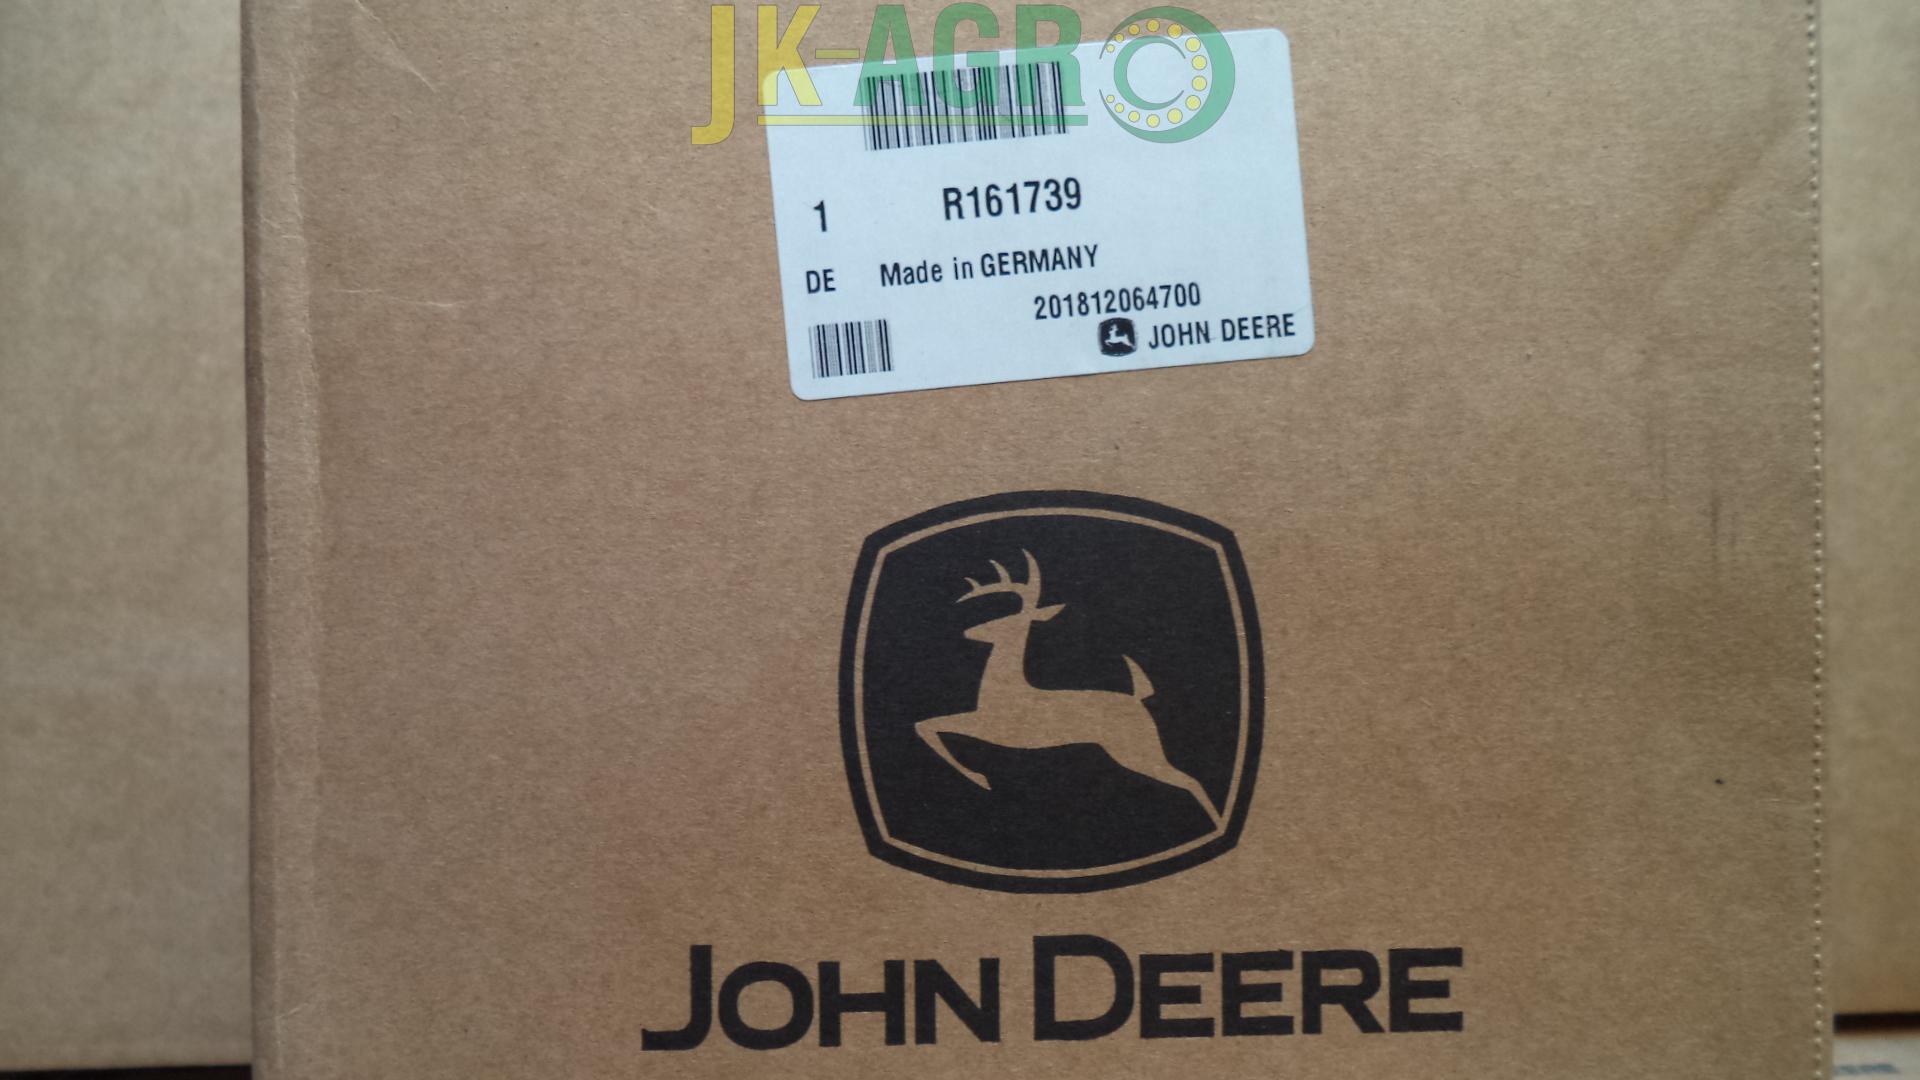 JK-AGRO
1 R161739
DE Made in GERMANY
201812064700
JOHN DEERE
JOHN DEERE